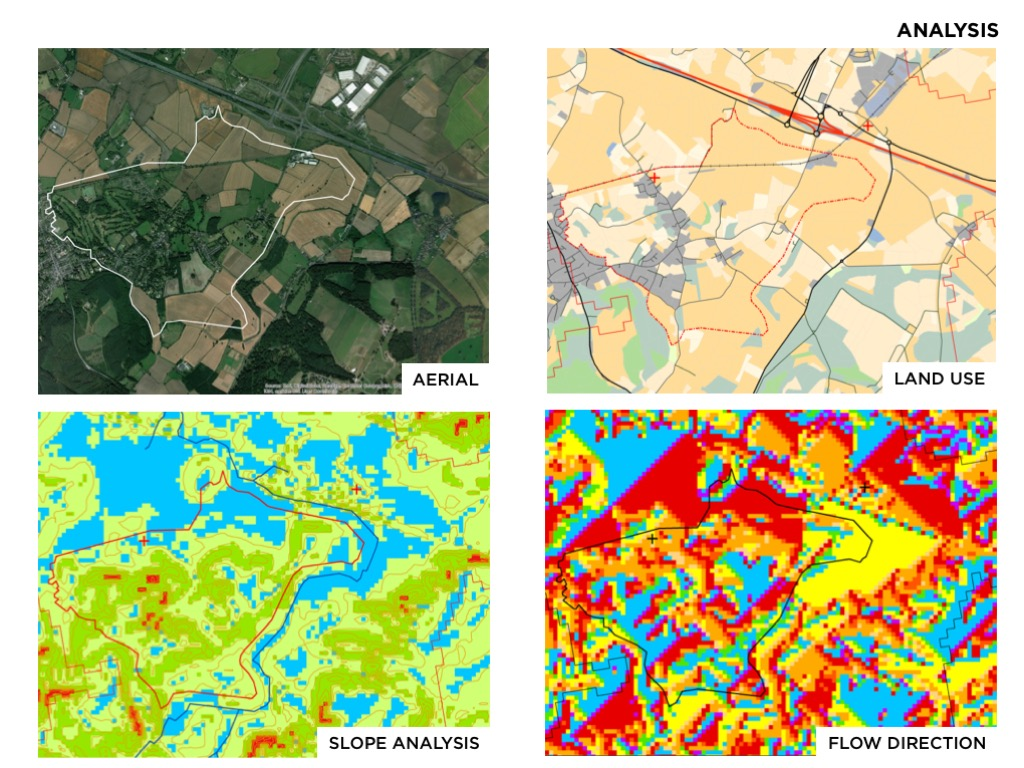 ANALYSIS
AERIAL
LAND USE
SLOPE ANALYSIS
FLOW DIRECTION